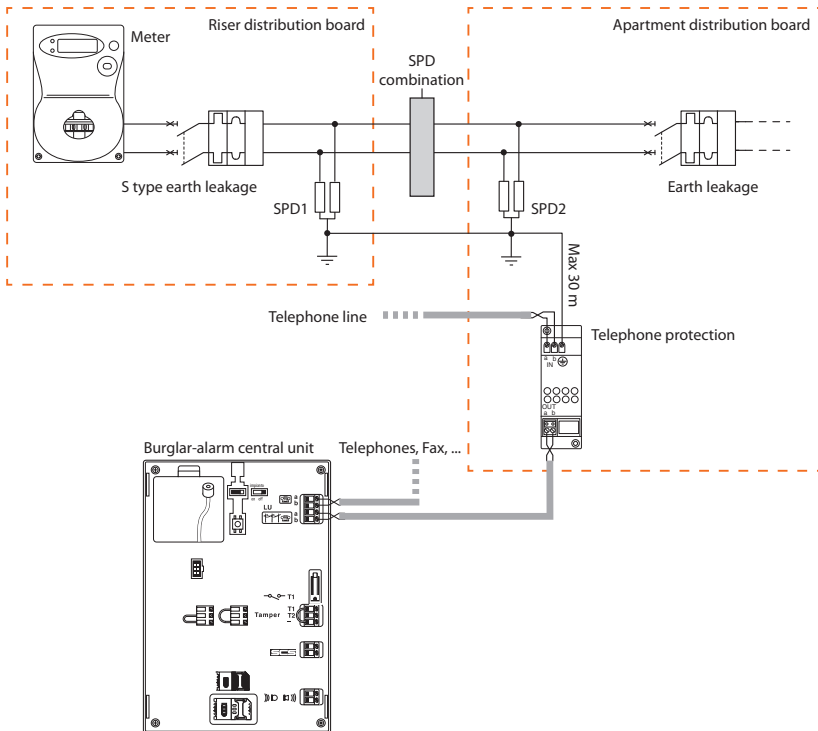 Riser distribution board
Apartment distribution board
Meter
SPD
combination
S type earth leakage
Earth leakage
SPD1
SPD2
Max 30 m
Telephone line
Telephone protection
a b
IN
OUT
a b
Burglar-alarm central unit
Telephones, Fax, ...
a
b
LU
a
b
T1
Tamper
T1
T2